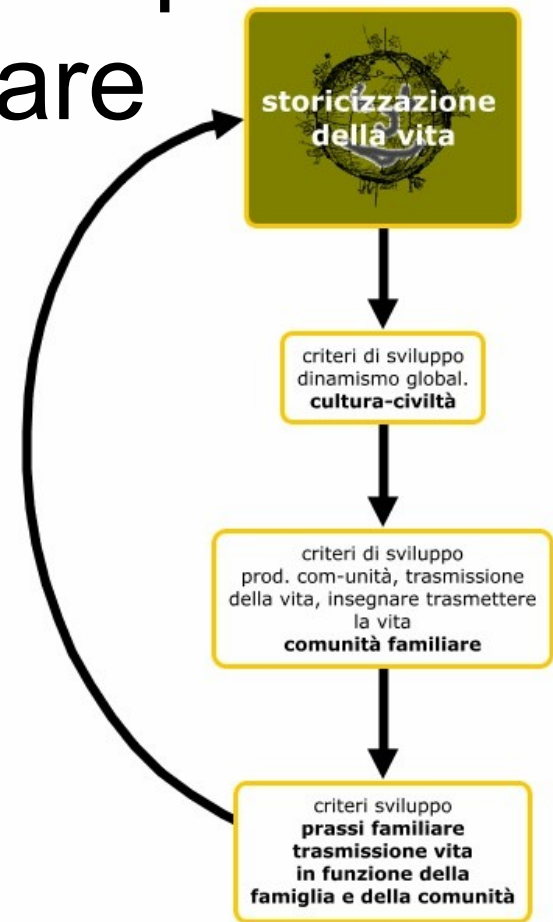 are
storicizzazione
della vita
criteri di sviluppo
dinamismo global.
cultura-civiltà
criteri di sviluppo
prod. com-unità, trasmissione
della vita, insegnare trasmettere
la vita
comunità familiare
criteri sviluppo
prassi familiare
trasmissione vita
in funzione della
famiglia e della comunità